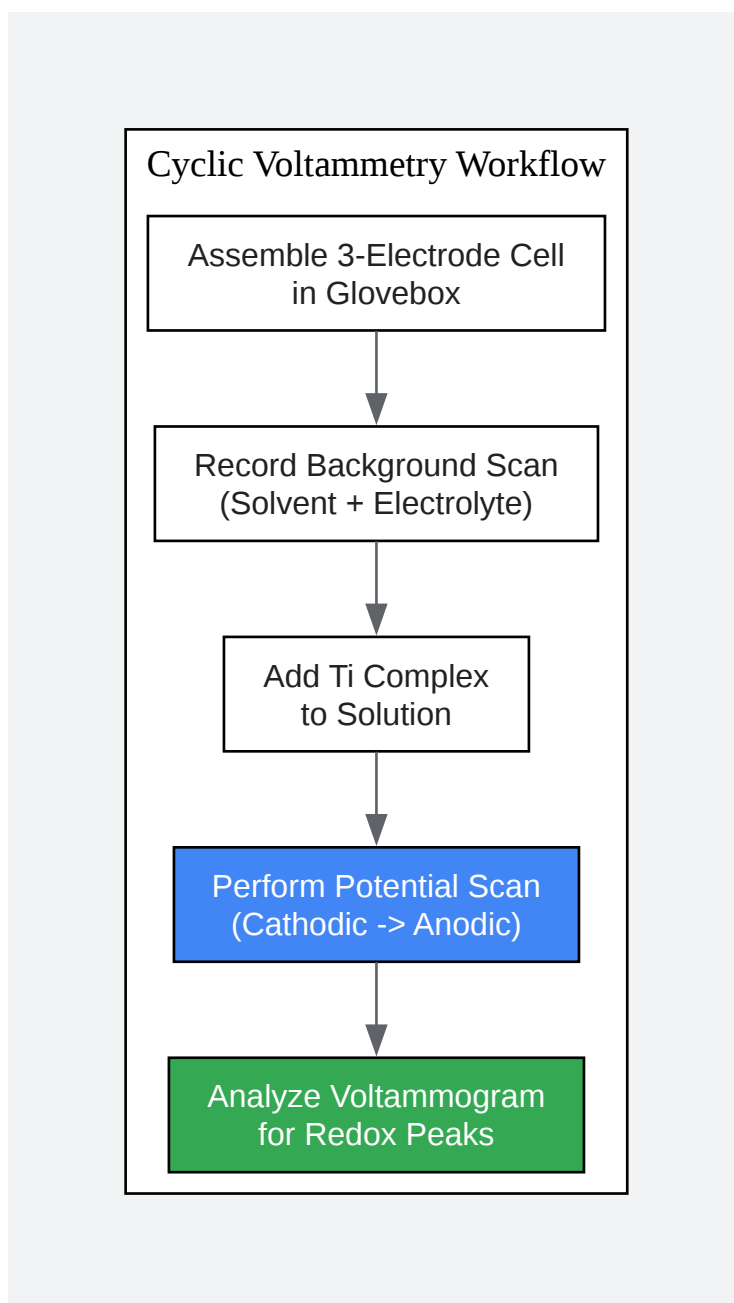 Cyclic Voltammetry Workflow
Assemble 3-Electrode Cell
in Glovebox
Record Background Scan
(Solvent + Electrolyte)
Add Ti Complex
to Solution
Perform Potential Scan
(Cathodic -> Anodic)
Analyze Voltammogram
for Redox Peaks